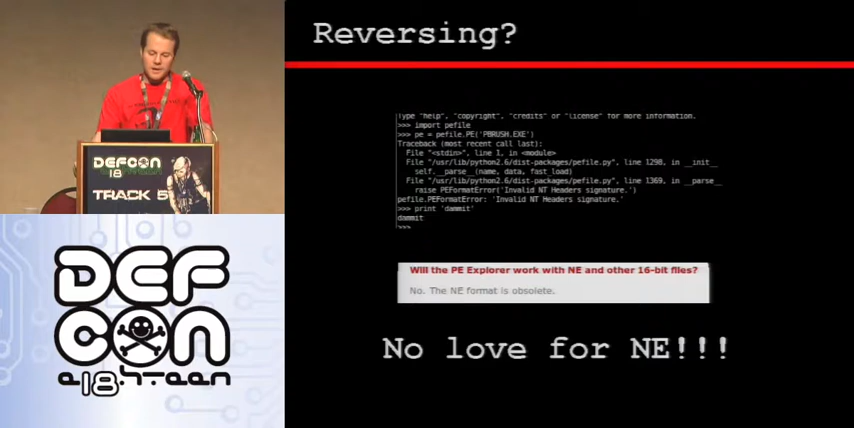 Reversing?
Type "help", "copyright", "credits" or "license" for more information.
>>> import pefile
>>> pe = pefile.PE('PBRUSH.EXE')
Traceback (most recent call last):
File "<stdin>", line 1, in <module>
File "/usr/lib/python2.6/dist-packages/pefile.py", line 1298, in __init__
self.__parse__(name, data, fast_load)
File "/usr/lib/python2.6/dist-packages/pefile.py", line 1369, in __parse__
raise PEFormatError('Invalid NT Headers signature.')
pefile.PEFormatError: 'Invalid NT Headers signature.'
>>> print 'dammit'
dammit
>>>
Will the PE Explorer work with NE and other 16-bit files?
No. The NE format is obsolete.
No love for NE!!!
DEFCON
18
TRACK 5
DEF
CON
e18hteen